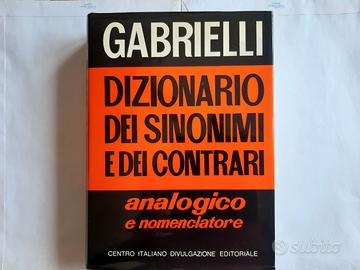 GABRIELLI
DIZIONARIO
DEI SINONIMI
E DEI CONTRARI
analogico
e nomenclatore
CENTRO ITALIANO DIVULGAZIONE EDITORIALE
subito